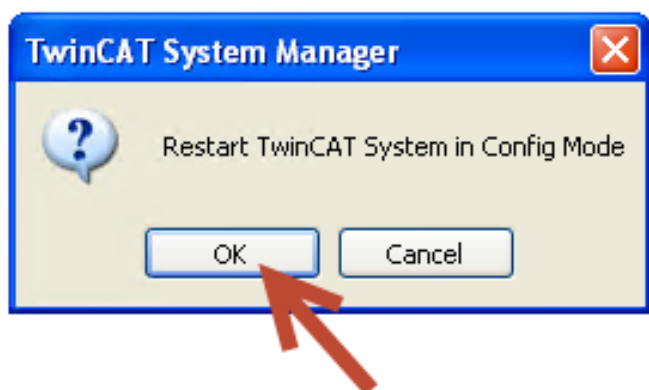 TwinCAT System Manager
Restart TwinCAT System in Config Mode
OK
Cancel